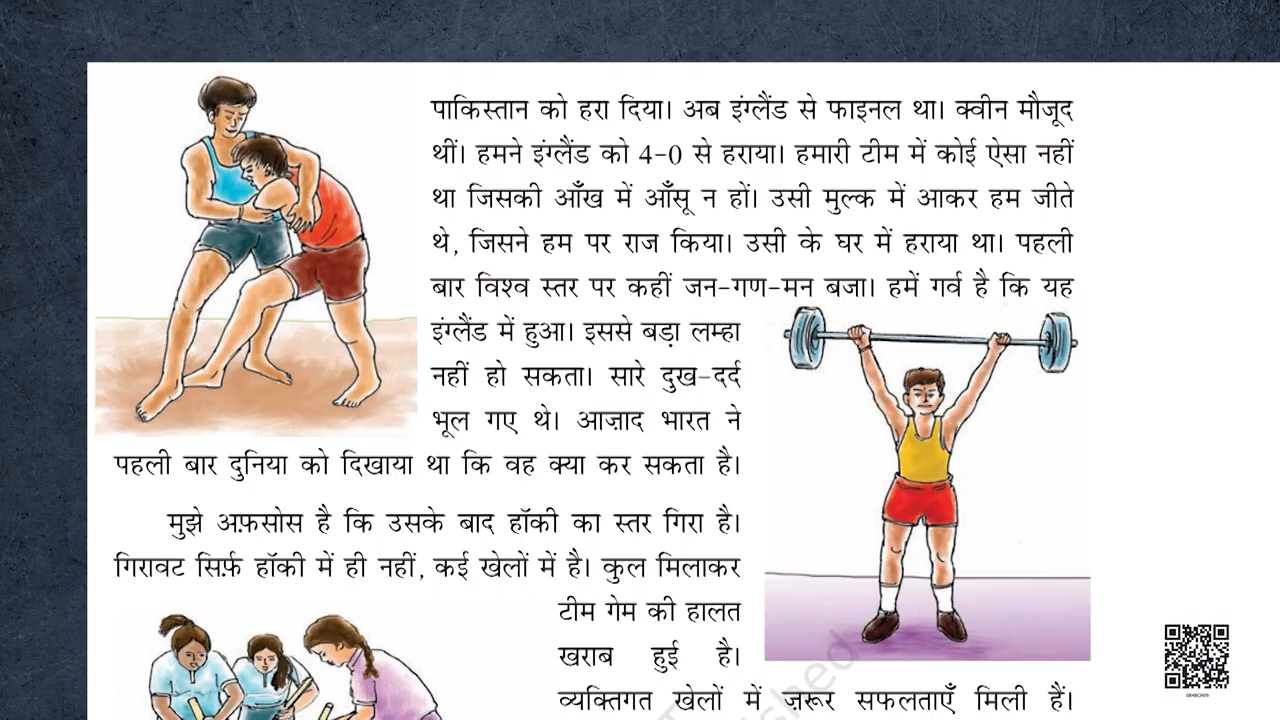 पाकिस्तान को हरा दिया। अब इंग्लैंड से फाइनल था। क्वीन मौजूद
थीं। हमने इंग्लैंड को 4-0 से हराया। हमारी टीम में कोई ऐसा नहीं
था जिसकी आँख में आँसू न हों। उसी मुल्क में आकर हम जीते
थे, जिसने हम पर राज किया। उसी के घर में हराया था। पहली
बार विश्व स्तर पर कहीं जन-गण-मन बजा। हमें गर्व है कि यह
इंग्लैंड में हुआ। इससे बड़ा लम्हा
नहीं हो सकता। सारे दुख-दर्द
भूल गए थे। आज़ाद भारत ने
पहली बार दुनिया को दिखाया था कि वह क्या कर सकता है।
मुझे अफ़सोस है कि उसके बाद हॉकी का स्तर गिरा है।
गिरावट सिर्फ़ हॉकी में ही नहीं, कई खेलों में है। कुल मिलाकर
टीम गेम की हालत
खराब हुई है।
व्यक्तिगत खेलों में ज़रूर सफलताएँ मिली हैं।
0848CH09